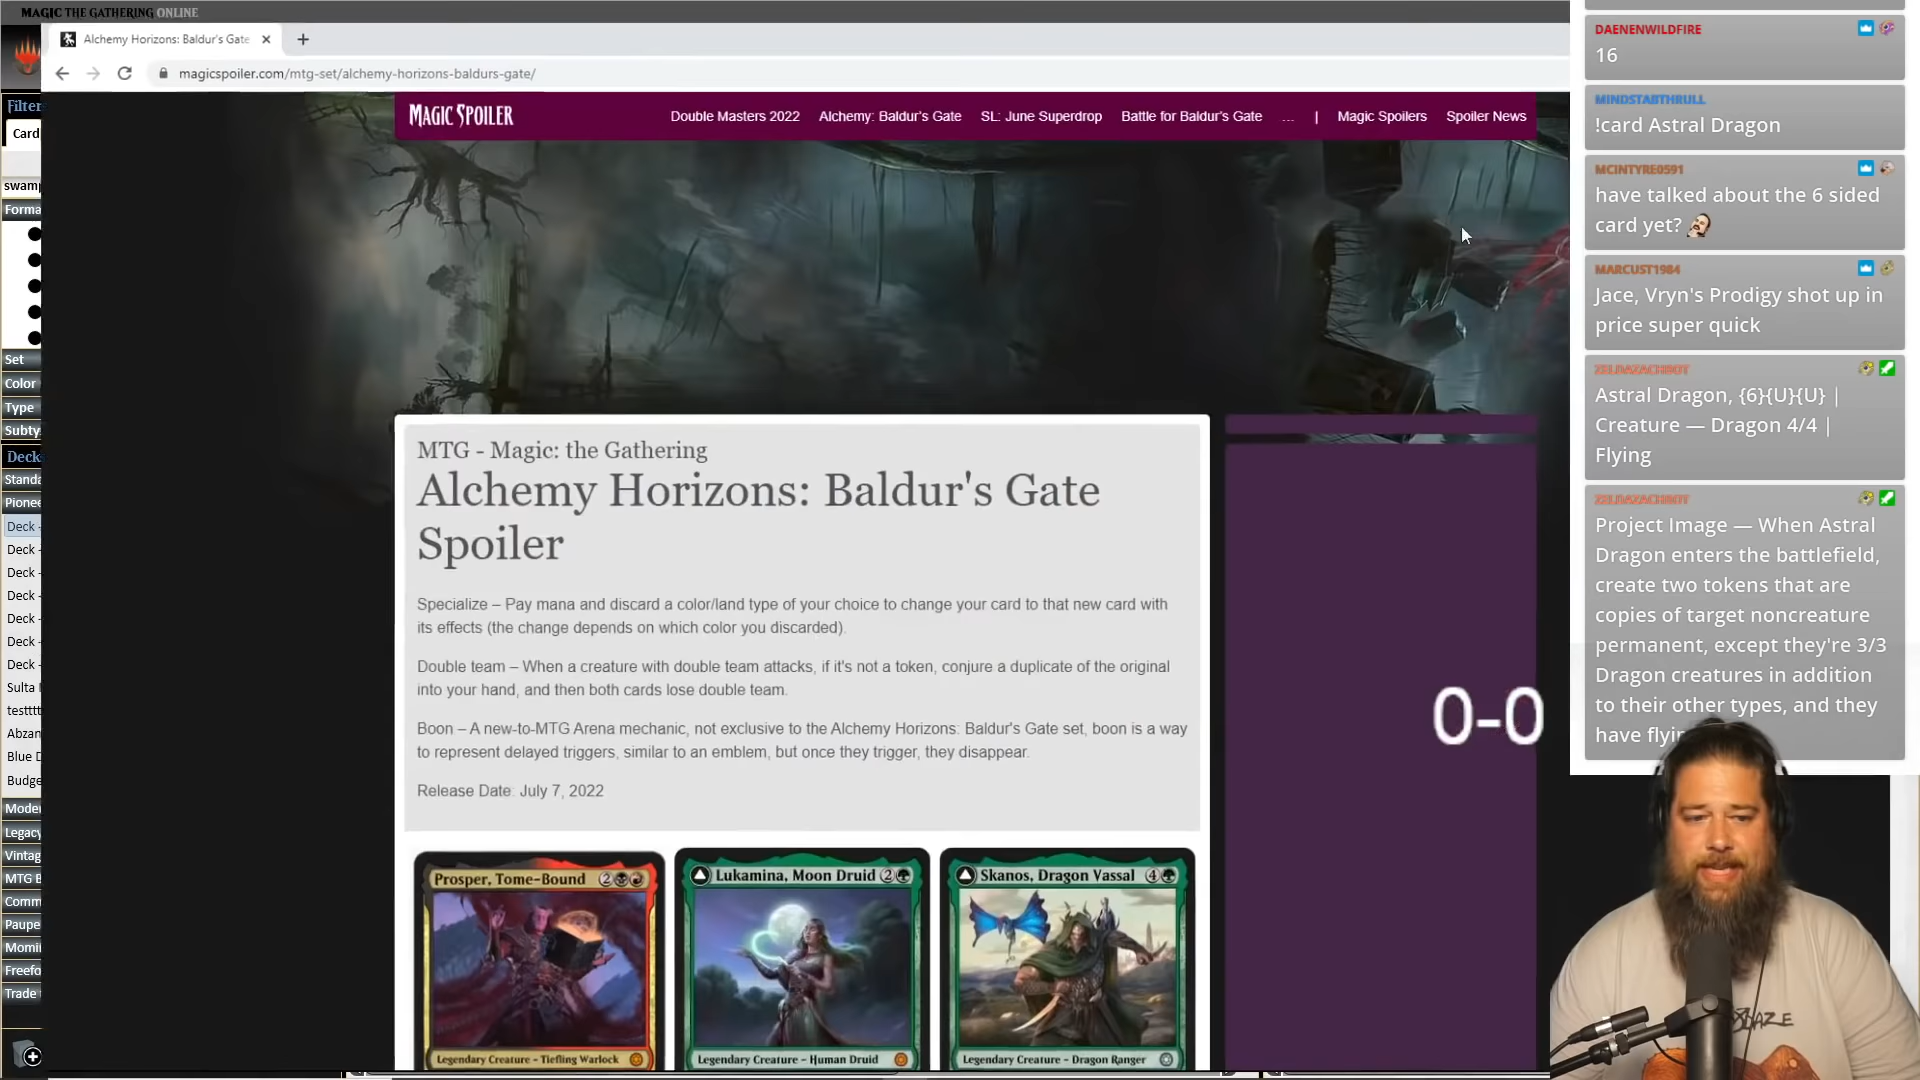 MAGIC THE GATHERING ONLINE
Alchemy Horizons: Baldur's Gate
magicspoiler.com/mtg-set/alchemy-horizons-baldurs-gate/
MAGIC SPOILER
Double Masters 2022
Alchemy: Baldur's Gate
SL: June Superdrop
Battle for Baldur's Gate
...
|
Magic Spoilers
Spoiler News
Filter
Card
swamp
Forma
Set
Color
Type
Subty
Deck
Standa
Pionee
Deck -
Deck -
Deck -
Deck -
Deck -
Deck -
Deck -
Sulta
testttt
Abzan
Blue D
Budge
Mode
Legacy
Vintag
MTG B
Comm
Paupe
Momi
Freefo
Trade
MTG - Magic: the Gathering
Alchemy Horizons: Baldur's Gate
Spoiler
Specialize – Pay mana and discard a color/land type of your choice to change your card to that new card with
its effects (the change depends on which color you discarded).
Double team – When a creature with double team attacks, if it's not a token, conjure a duplicate of the original
into your hand, and then both cards lose double team.
Boon – A new-to-MTG Arena mechanic, not exclusive to the Alchemy Horizons: Baldur's Gate set, boon is a way
to represent delayed triggers, similar to an emblem, but once they trigger, they disappear.
Release Date: July 7, 2022
Prosper, Tome-Bound 2
Legendary Creature – Tiefling Warlock
Lukamina, Moon Druid 2
Legendary Creature – Human Druid
Skanos, Dragon Vassal 4
Legendary Creature – Dragon Ranger
0-0
DAENENWILDFIRE
16
MINDSTABTHRULL
!card Astral Dragon
MCINTYRE0591
have talked about the 6 sided
card yet?
MARCUST1984
Jace, Vryn's Prodigy shot up in
price super quick
ZELDAZACHBOT
Astral Dragon, {6}{U}{U} |
Creature — Dragon 4/4 |
Flying
ZELDAZACHBOT
Project Image — When Astral
Dragon enters the battlefield,
create two tokens that are
copies of target noncreature
permanent, except they're 3/3
Dragon creatures in addition
to their other types, and they
have flyi